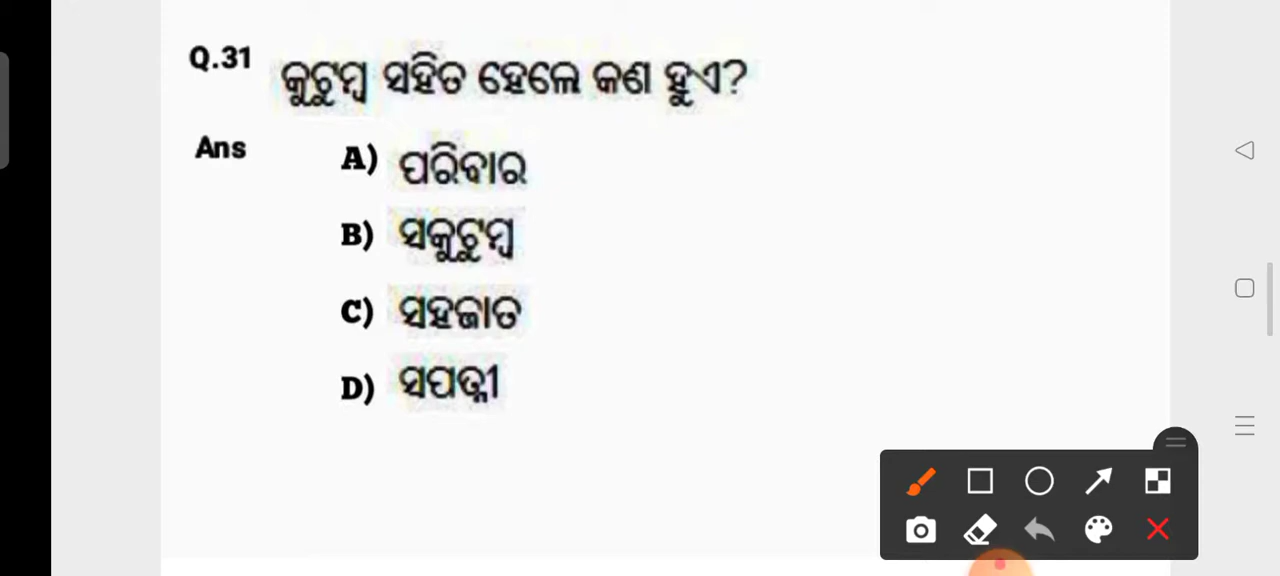 Q.31 କୁଟୁମ୍ବ ସହିତ ହେଲେ କଣ ହୁଏ?
Ans A) ପରିବାର
B) ସକୁଟୁମ୍ବ
C) ସହଜାତ
D) ସପତ୍ନୀ